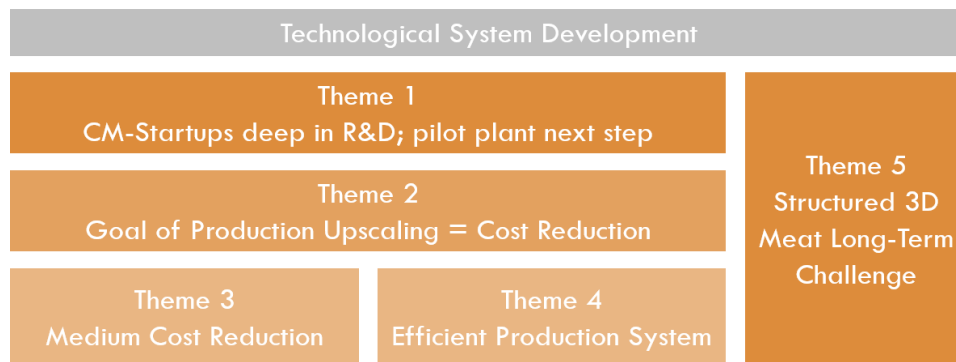 Technological System Development
Theme 1
CM-Startups deep in R&D; pilot plant next step
Theme 2
Goal of Production Upscaling = Cost Reduction
Theme 3
Medium Cost Reduction
Theme 4
Efficient Production System
Theme 5
Structured 3D
Meat Long-Term
Challenge